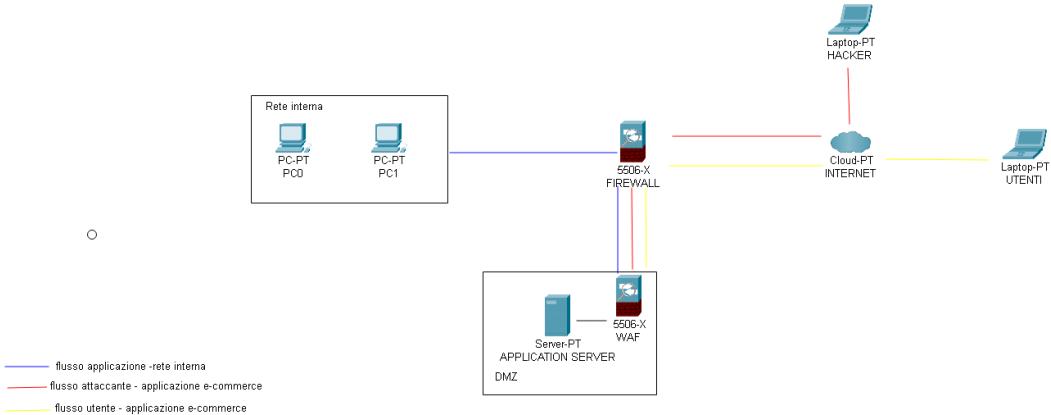 Laptop-PT
HACKER
Rete interna
PC-PT
PC0
PC-PT
PC1
5506-X
FIREWALL
Cloud-PT
INTERNET
Laptop-PT
UTENTI
5506-X
WAF
Server-PT
APPLICATION SERVER
DMZ
flusso applicazione -rete interna
flusso attaccante - applicazione e-commerce
flusso utente - applicazione e-commerce